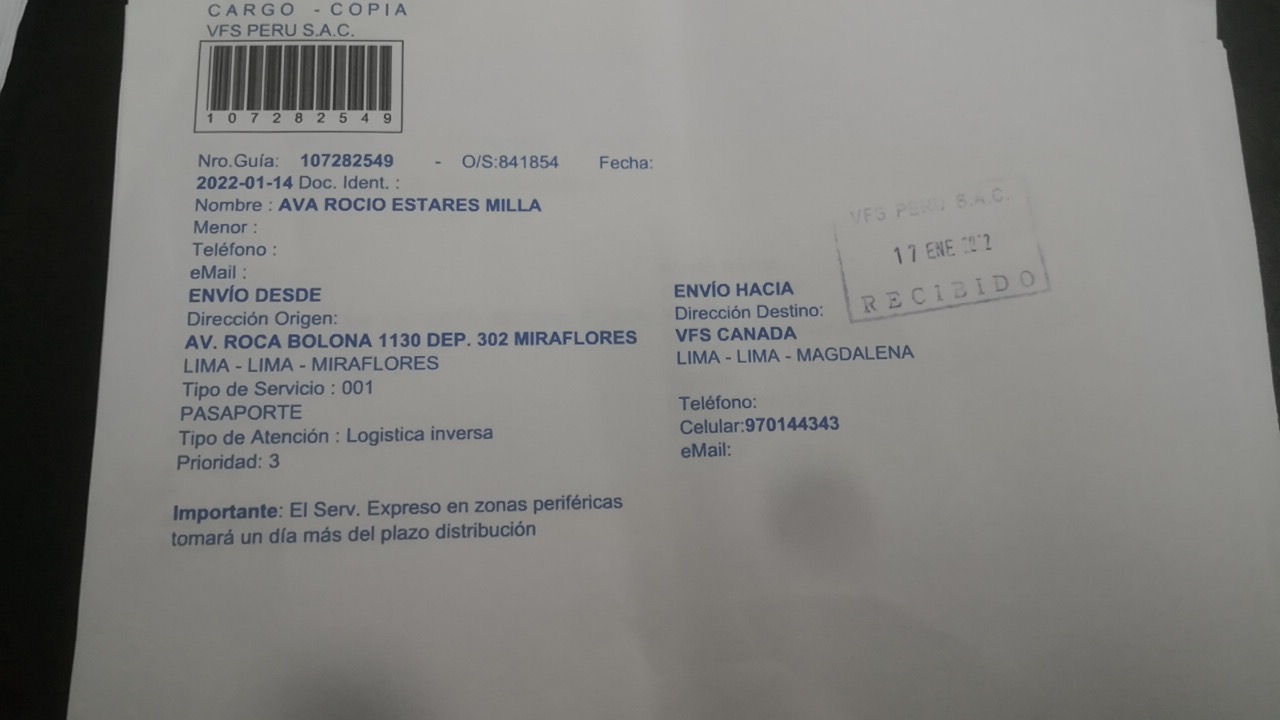 CARGO - COPIA
VFS PERU S.A.C.
107282549
Nro.Guía: 107282549 - O/S:841854 Fecha:
2022-01-14 Doc. Ident. :
Nombre : AVA ROCIO ESTARES MILLA
Menor :
Teléfono :
eMail :
ENVÍO DESDE
Dirección Origen:
AV. ROCA BOLONA 1130 DEP. 302 MIRAFLORES
LIMA - LIMA - MIRAFLORES
Tipo de Servicio : 001
PASAPORTE
Tipo de Atención : Logistica inversa
Prioridad: 3
Importante: El Serv. Expreso en zonas periféricas
tomará un día más del plazo distribución
ENVÍO HACIA
Dirección Destino:
VFS CANADA
LIMA - LIMA - MAGDALENA
Teléfono:
Celular:970144343
eMail:
PERU S.A.C.
17 ENE
RECIBIDO